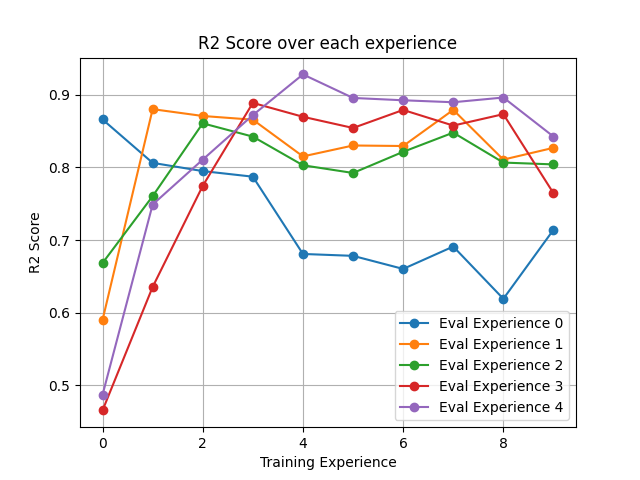 R2 Score over each experience
0.9
0.8
0.7
0.6
0.5
R2 Score
Eval Experience 0
Eval Experience 1
Eval Experience 2
Eval Experience 3
Eval Experience 4
0 2 4 6 8
Training Experience